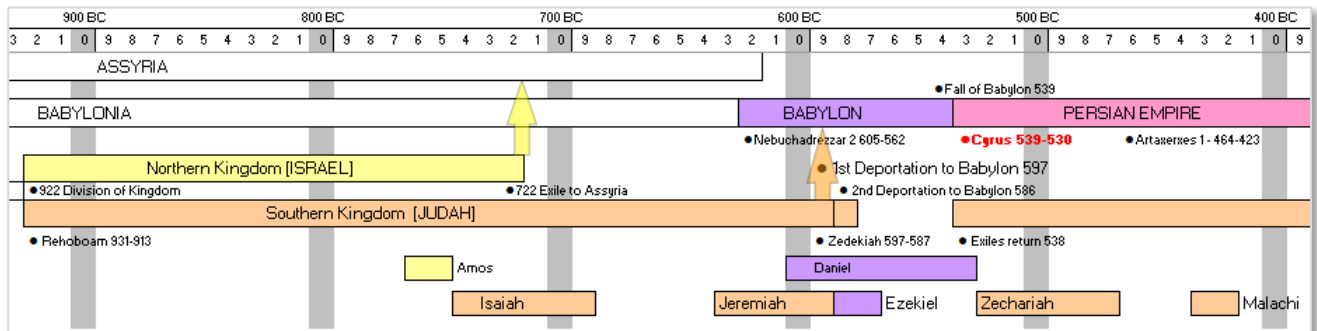 900 BC 800 BC 700 BC 600 BC 500 BC 400 BC
3 2 1 0 9 8 7 6 5 4 3 2 1 0 9 8 7 6 5 4 3 2 1 0 9 8 7 6 5 4 3 2 1 0 9 8 7 6 5 4 3 2 1 0 9 8 7 6 5 4 3 2 1 0 9
ASSYRIA
Fall of Babylon 539
BABYLONIA BABYLON PERSIAN EMPIRE
Nebuchadrezzar 2 605-562 Cyrus 539-530 Artaxerxes 1 - 464-423
Northern Kingdom [ISRAEL] 1st Deportation to Babylon 597
922 Division of Kingdom 722 Exile to Assyria 2nd Deportation to Babylon 586
Southern Kingdom [JUDAH]
Rehoboam 931-913 Zedekiah 597-587 Exiles return 538
Amos Daniel
Isaiah Jeremiah Ezekiel Zechariah Malachi